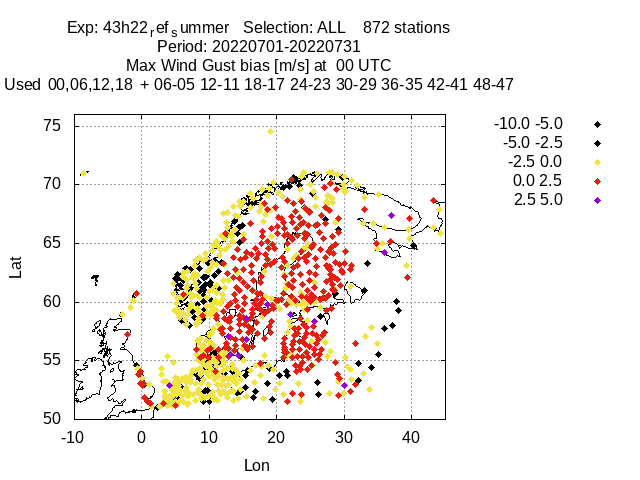 Exp: 43h22refsummer Selection: ALL 872 stations
Period: 20220701-20220731
Max Wind Gust bias [m/s] at 00 UTC
Used 00,06,12,18 + 06-05 12-11 18-17 24-23 30-29 36-35 42-41 48-47
-10.0 -5.0
-5.0 -2.5
-2.5 0.0
0.0 2.5
2.5 5.0
75
70
65
60
55
50
Lat
-10 0 10 20 30 40
Lon